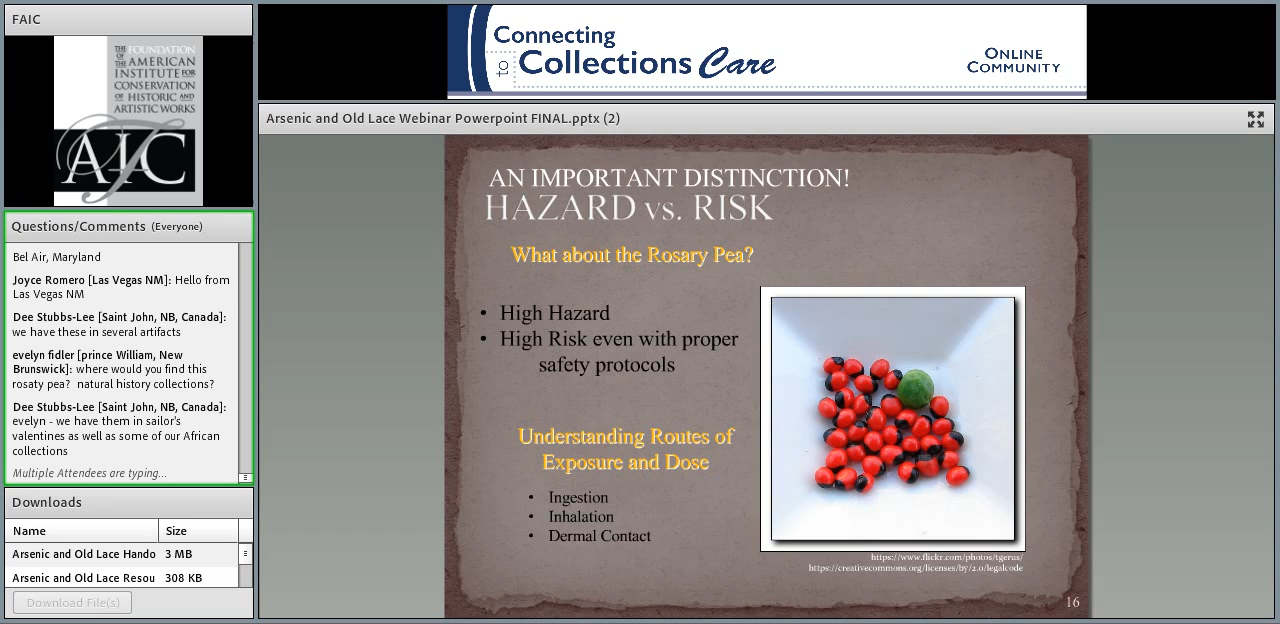 FAIC
THE FOUNDATION
OF THE AMERICAN
INSTITUTE FOR
CONSERVATION
OF HISTORIC AND
ARTISTIC WORKS
FAIC
Questions/Comments (Everyone)
Bel Air, Maryland
Joyce Romero [Las Vegas NM]: Hello from
Las Vegas NM
Dee Stubbs-Lee [Saint John, NB, Canada]:
we have these in several artifacts
evelyn fidler [prince William, New
Brunswick]: where would you find this
rosaty pea? natural history collections?
Dee Stubbs-Lee [Saint John, NB, Canada]:
evelyn - we have them in sailor's
valentines as well as some of our African
collections
Multiple Attendees are typing...
Downloads
Name Size
Arsenic and Old Lace Hando 3 MB
Arsenic and Old Lace Resou 308 KB
Download File(s)
Connecting
to Collections Care
ONLINE
COMMUNITY
Arsenic and Old Lace Webinar Powerpoint FINAL.pptx (2)
AN IMPORTANT DISTINCTION!
HAZARD vs. RISK
What about the Rosary Pea?
• High Hazard
• High Risk even with proper
safety protocols
Understanding Routes of
Exposure and Dose
• Ingestion
• Inhalation
• Dermal Contact
https://www.flickr.com/photos/tgerus/
https://creativecommons.org/licenses/by/2.0/legalcode
16